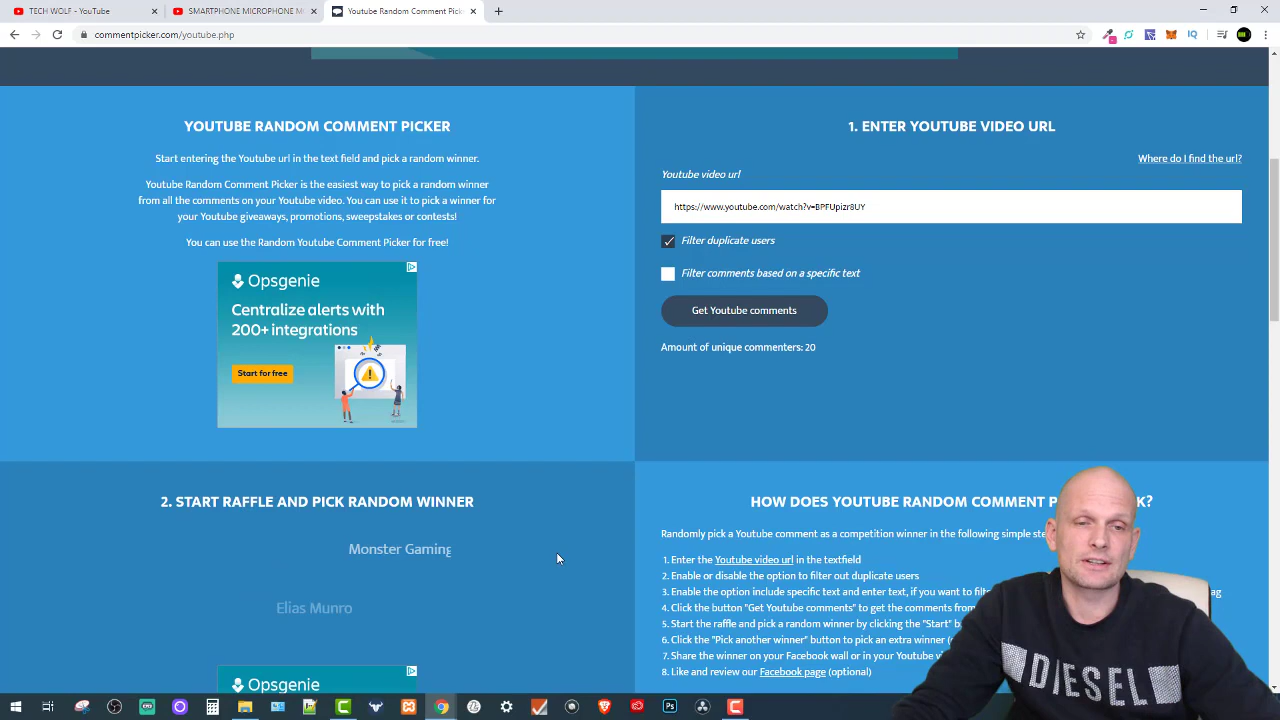 TECH WOLF - YouTube
SMARTPHONE MICROPHONE M
Youtube Random Comment Picker
commentpicker.com/youtube.php
YOUTUBE RANDOM COMMENT PICKER
Start entering the Youtube url in the text field and pick a random winner.
Youtube Random Comment Picker is the easiest way to pick a random winner
from all the comments on your Youtube video. You can use it to pick a winner
for your Youtube giveaways, promotions, sweepstakes or contests!
You can use the Random Youtube Comment Picker for free!
Opsgenie
Centralize alerts with
200+ integrations
Start for free
1. ENTER YOUTUBE VIDEO URL
Where do I find the url?
Youtube video url
https://www.youtube.com/watch?v=BPFUpizr8UY
Filter duplicate users
Filter comments based on a specific text
Get Youtube comments
Amount of unique commenters: 20
2. START RAFFLE AND PICK RANDOM WINNER
Monster Gaming
Elias Munro
Opsgenie
HOW DOES YOUTUBE RANDOM COMMENT P K?
Randomly pick a Youtube comment as a competition winner in the following simple ste
1. Enter the Youtube video url in the textfield
2. Enable or disable the option to filter out duplicate users
3. Enable the option include specific text and enter text, if you want to filt ag
4. Click the button "Get Youtube comments" to get the comments from
5. Start the raffle and pick a random winner by clicking the "Start" b
6. Click the "Pick another winner" button to pick an extra winner (
7. Share the winner on your Facebook wall or in your Youtube v
8. Like and review our Facebook page (optional)
DIESEL